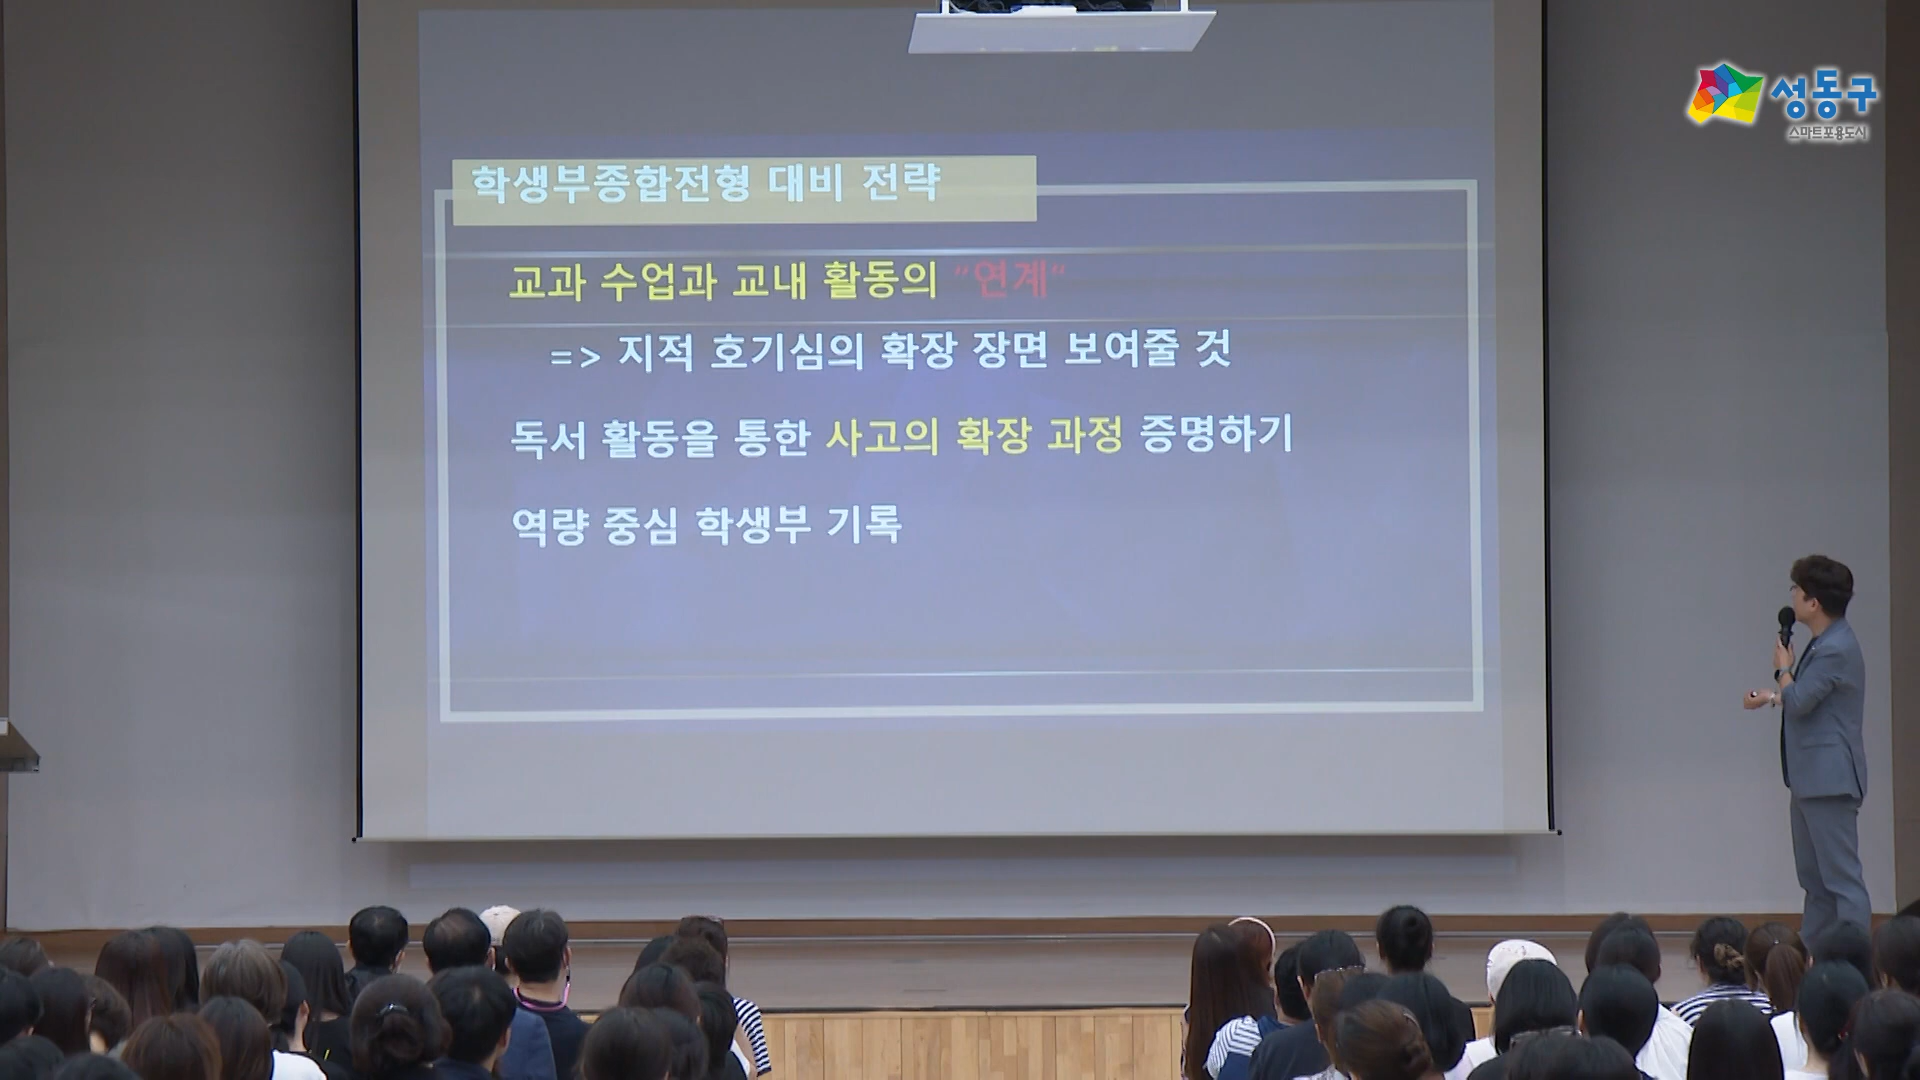 성동구
스마트포용도시
학생부종합전형 대비 전략
교과 수업과 교내 활동의 "연계"
=> 지적 호기심의 확장 장면 보여줄 것
독서 활동을 통한 사고의 확장 과정 증명하기
역량 중심 학생부 기록